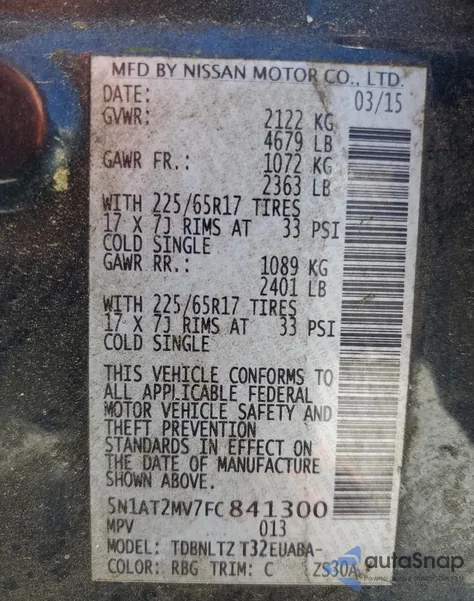 MFD BY NISSAN MOTOR CO., LTD.
DATE: 03/15
GVWR: 2122 KG
4679 LB
GAWR FR.: 1072 KG
2363 LB
WITH 225/65R17 TIRES
17 X 7J RIMS AT 33 PSI
COLD SINGLE
GAWR RR.: 1089 KG
2401 LB
WITH 225/65R17 TIRES
17 X 7J RIMS AT 33 PSI
COLD SINGLE
THIS VEHICLE CONFORMS TO
ALL APPLICABLE FEDERAL
MOTOR VEHICLE SAFETY AND
THEFT PREVENTION
STANDARDS IN EFFECT ON
THE DATE OF MANUFACTURE
SHOWN ABOVE.
5N1AT2MV7FC841300
MPV 013
MODEL: TDBNLTZ T32EUABA-
COLOR: RBG TRIM: C ZS30A
autaSnap